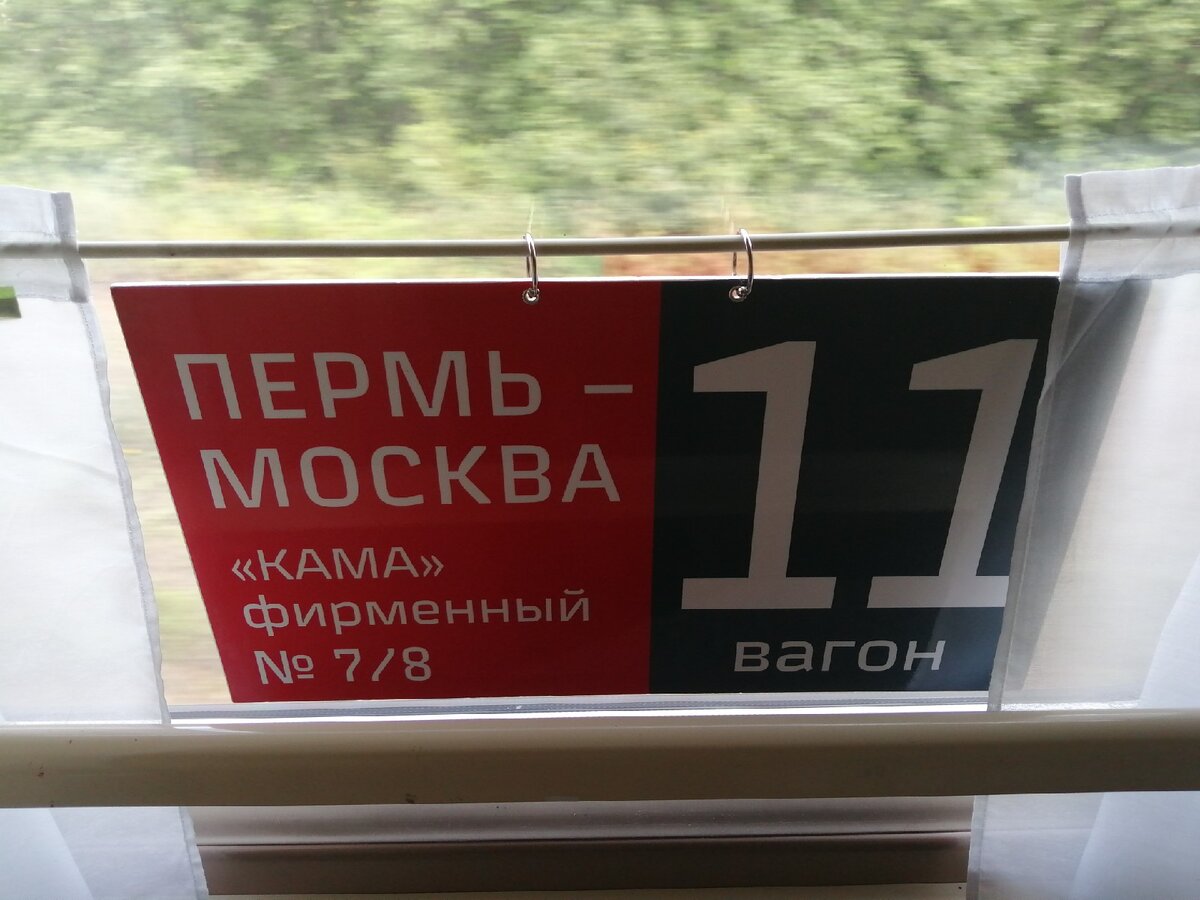 ПЕРМЬ –
МОСКВА
«КАМА»
фирменный
№ 7/8
11
вагон